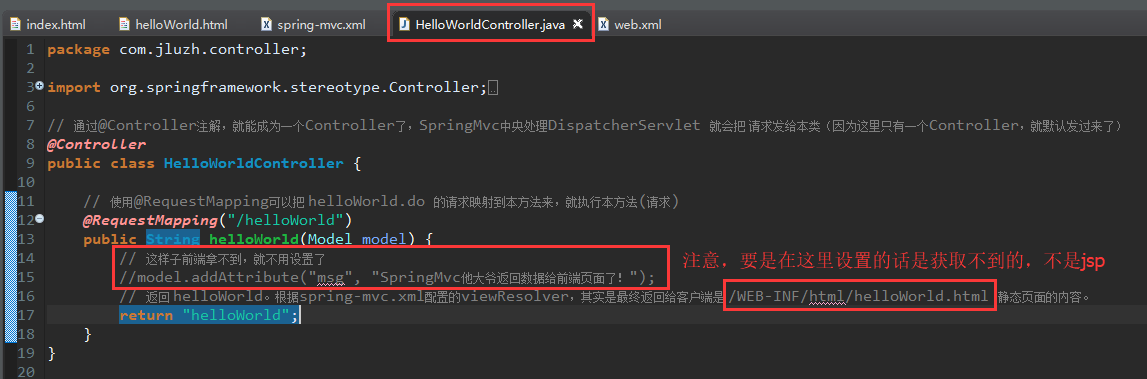 index.html helloWorld.html spring-mvc.xml HelloWorldController.java web.xml
1 package com.jluzh.controller;
2
3 import org.springframework.stereotype.Controller;
6
7 // 通过@Controller注解，就能成为一个Controller了，SpringMvc中央处理DispatcherServlet 就会把请求发给本类（因为这里只有一个Controller，就默认发过来了）
8 @Controller
9 public class HelloWorldController {
10
11 // 使用@RequestMapping可以把 helloWorld.do 的请求映射到本方法来，就执行本方法(请求)
12 @RequestMapping("/helloWorld")
13 public String helloWorld(Model model) {
14 // 这样子前端拿不到，就不用设置了
15 //model.addAttribute("msg", "SpringMvc他大爷返回数据给前端页面了！");
注意，要是在这里设置的话是获取不到的，不是jsp
16 // 返回 helloWorld。根据spring-mvc.xml配置的viewResolver，其实是最终返回给客户端是 /WEB-INF/html/helloWorld.html 静态页面的内容。
17 return "helloWorld";
18 }
19 }
20